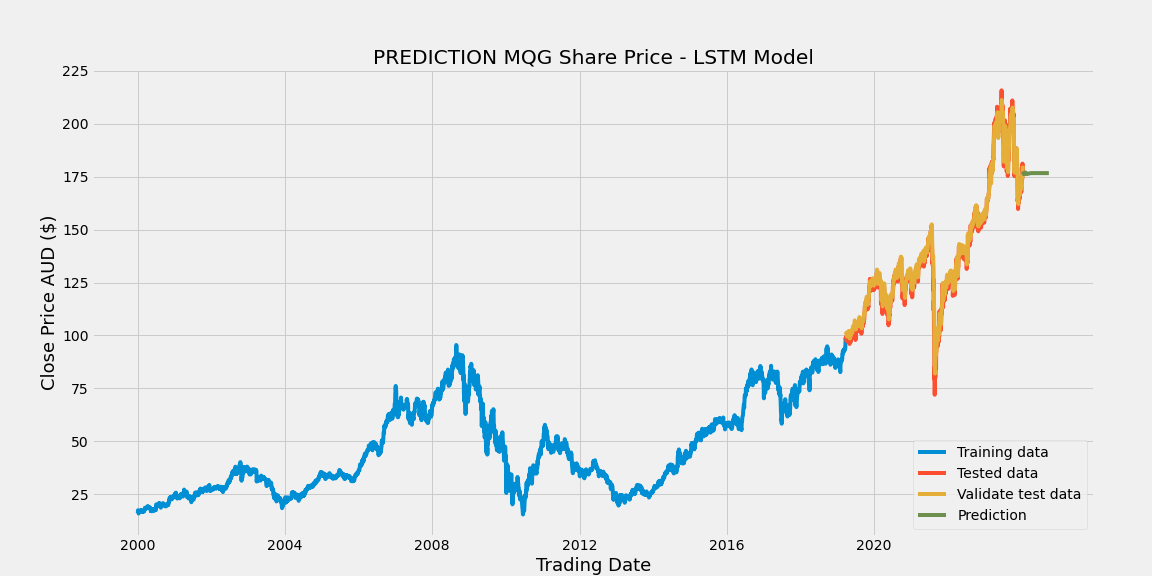 PREDICTION MQG Share Price - LSTM Model
225
200
175
150
125
100
75
50
25
Close Price AUD ($)
2000 2004 2008 2012 2016 2020
Trading Date
Training data
Tested data
Validate test data
Prediction